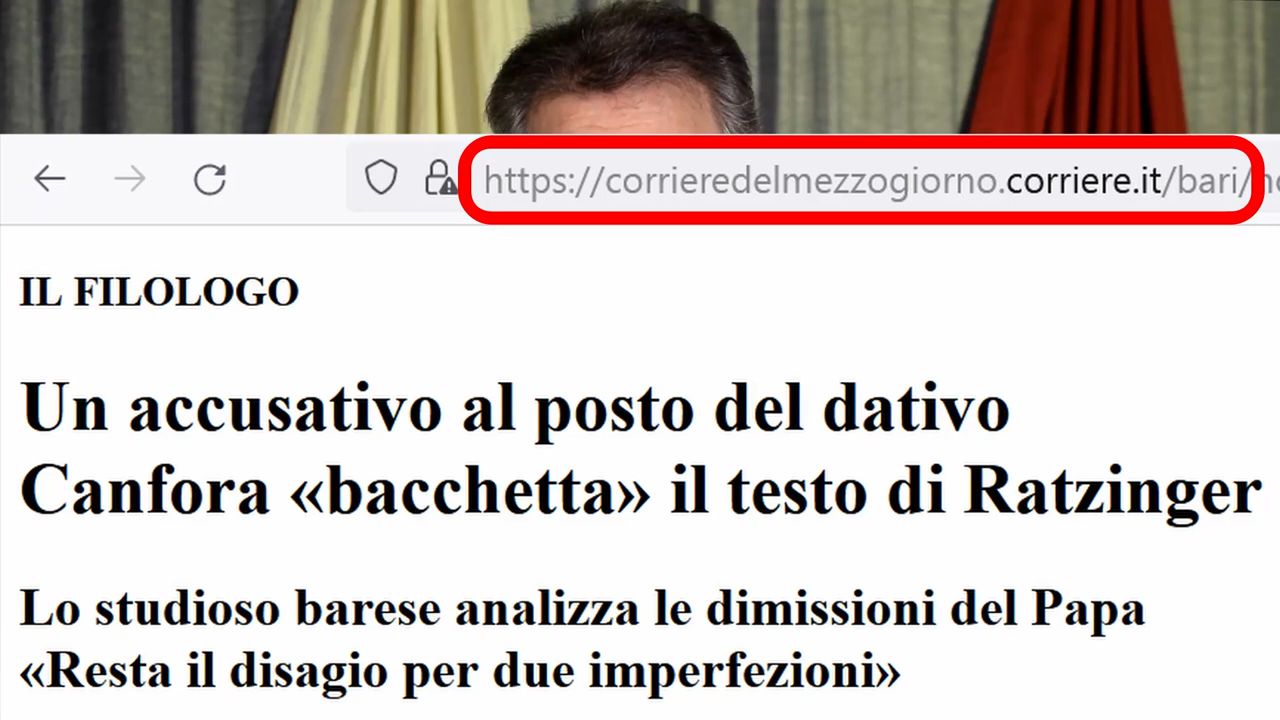 https://corrieredelmezzogiorno.corriere.it/bari/
IL FILOLOGO
Un accusativo al posto del dativo
Canfora «bacchetta» il testo di Ratzinger
Lo studioso barese analizza le dimissioni del Papa
«Resta il disagio per due imperfezioni»